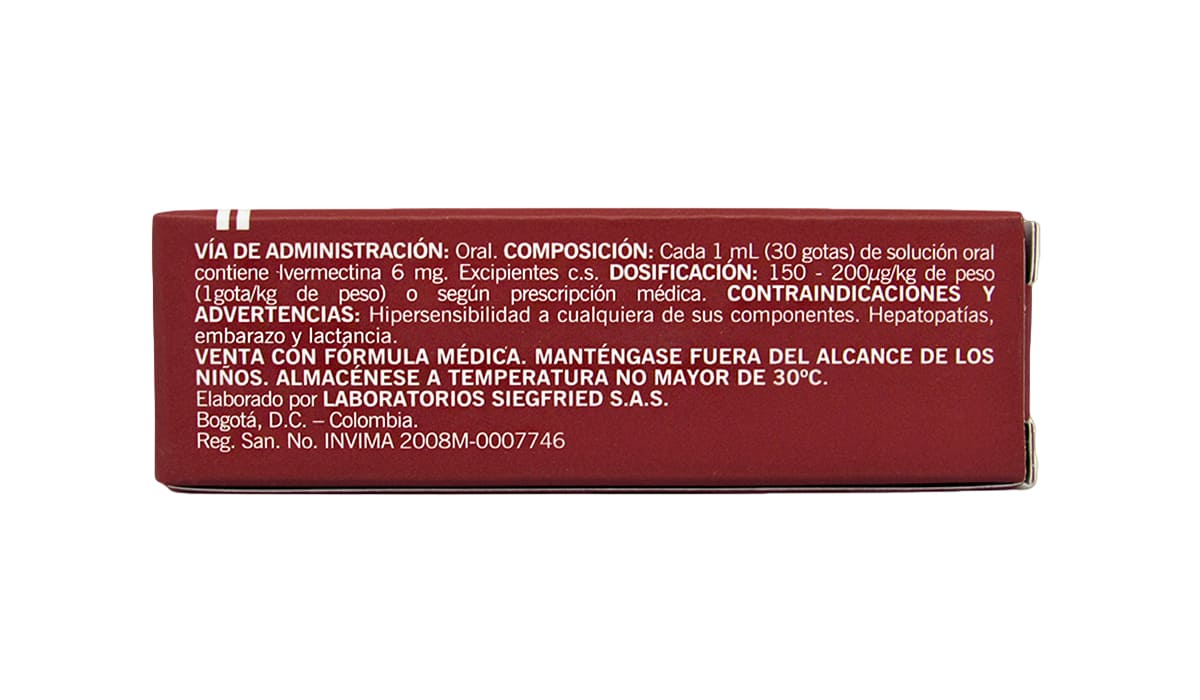 VÍA DE ADMINISTRACIÓN: Oral. COMPOSICIÓN: Cada 1 mL (30 gotas) de solución oral
contiene Ivermectina 6 mg. Excipientes c.s. DOSIFICACIÓN: 150 - 200µg/kg de peso
(1gota/kg de peso) o según prescripción médica. CONTRAINDICACIONES Y
ADVERTENCIAS: Hipersensibilidad a cualquiera de sus componentes. Hepatopatías,
embarazo y lactancia.
VENTA CON FÓRMULA MÉDICA. MANTÉNGASE FUERA DEL ALCANCE DE LOS
NIÑOS. ALMACÉNESE A TEMPERATURA NO MAYOR DE 30ºC.
Elaborado por LABORATORIOS SIEGFRIED S.A.S.
Bogotá, D.C. – Colombia.
Reg. San. No. INVIMA 2008M-0007746